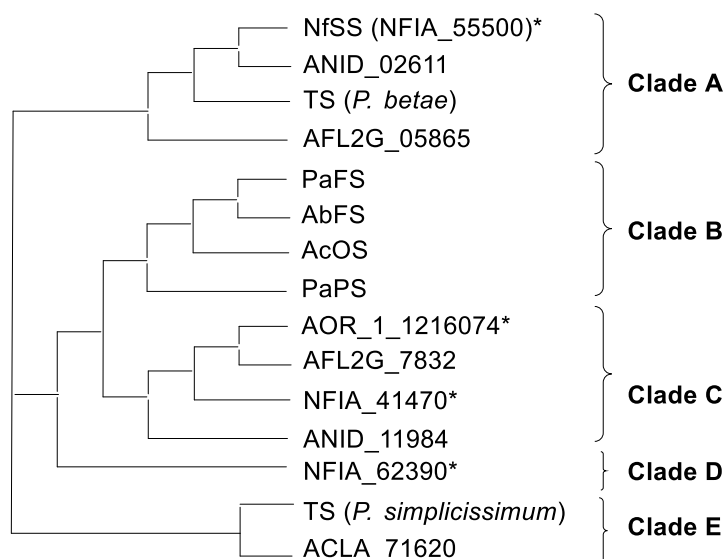 NfSS (NFIA_55500)*
ANID_02611
TS (P. betae)
AFL2G_05865
Clade A
PaFS
AbFS
AcOS
PaPS
Clade B
AOR_1_1216074*
AFL2G_7832
NFIA_41470*
ANID_11984
Clade C
NFIA_62390*
Clade D
TS (P. simplicissimum)
ACLA_71620
Clade E